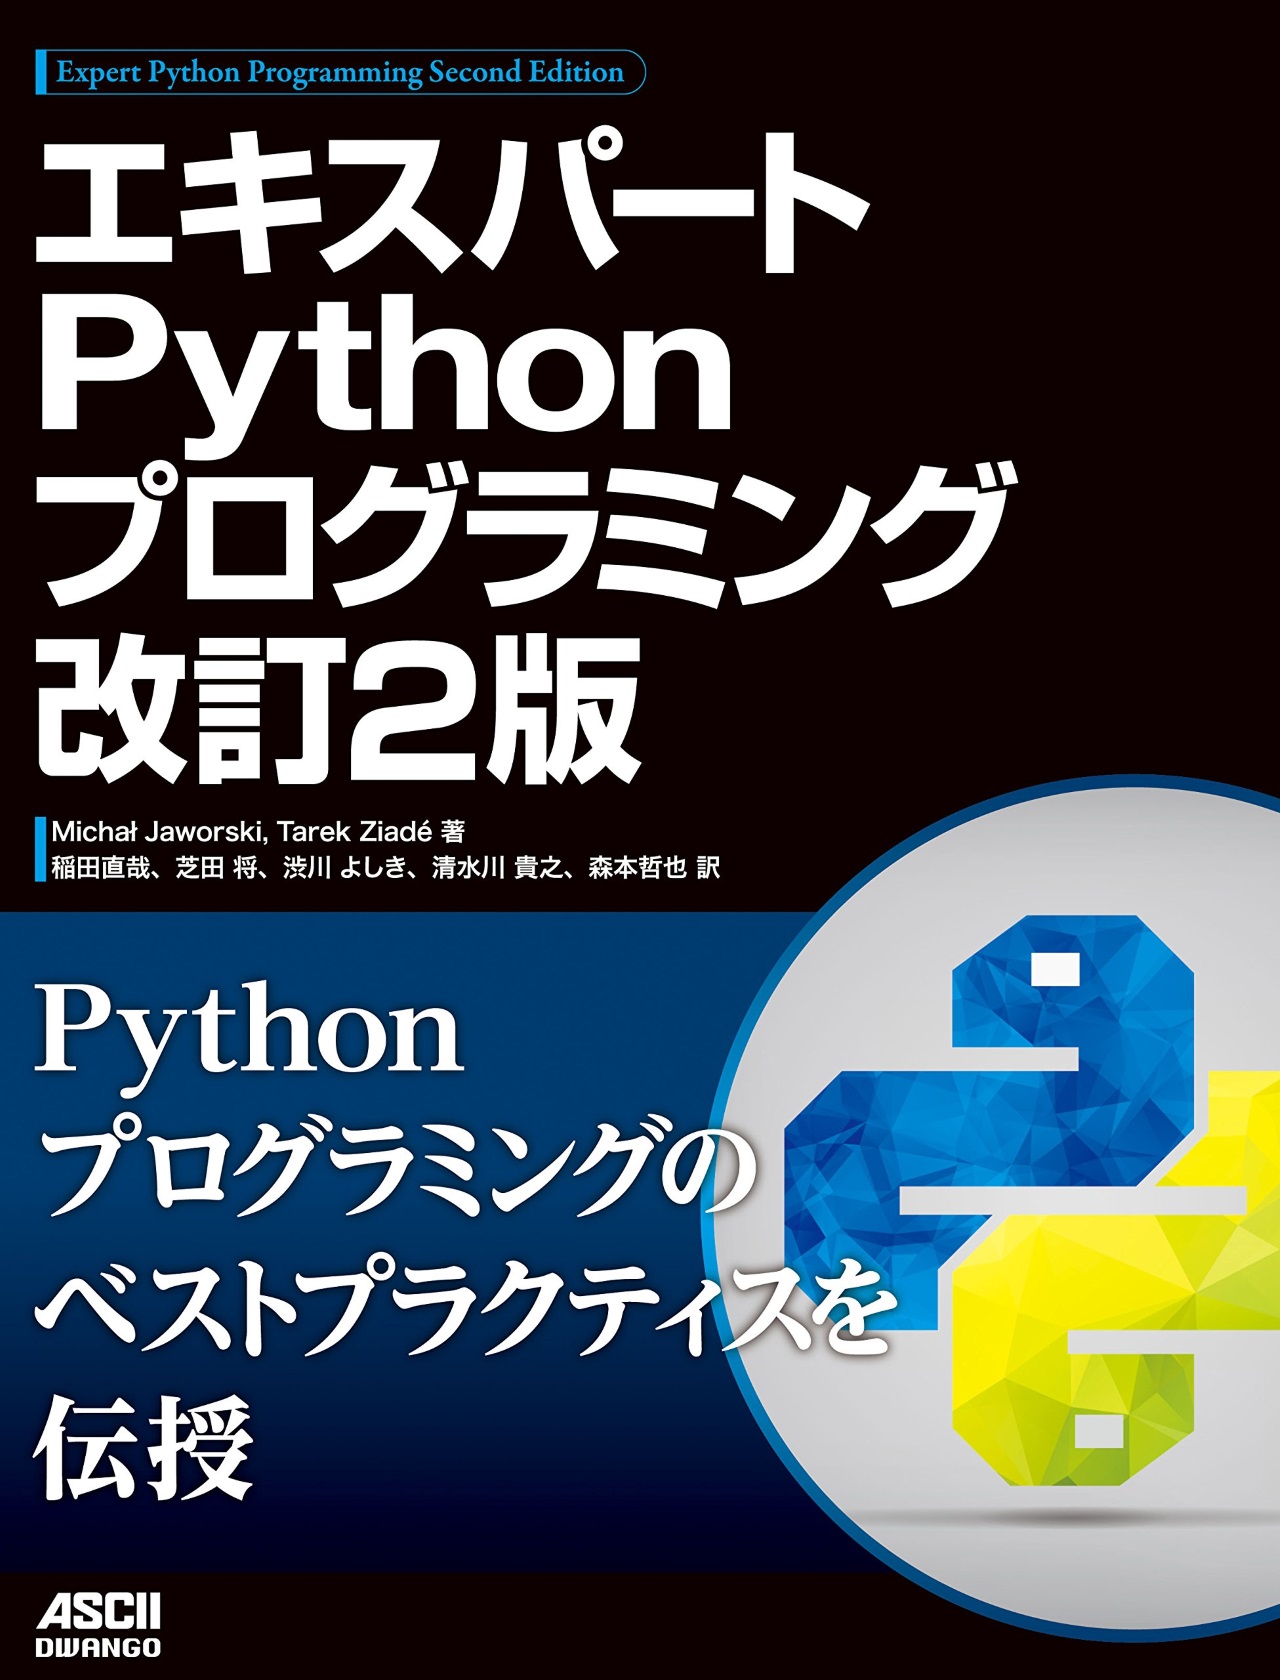 Expert Python Programming Second Edition
エキスパート
Python
プログラミング
改訂2版
Michał Jaworski, Tarek Ziadé 著
稲田直哉、芝田 将、渋川 よしき、清水川 貴之、森本哲也 訳
Python
プログラミングの
ベストプラクティスを
伝授
ASCII
DWANGO